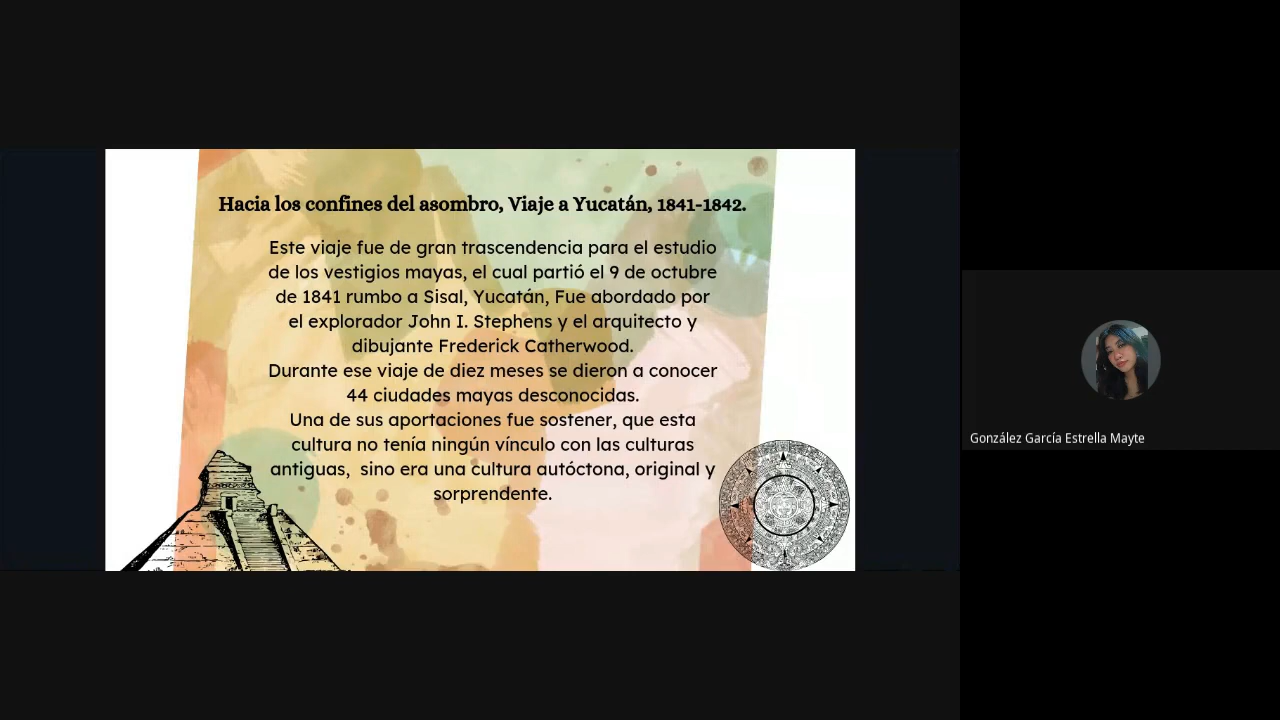 Hacia los confines del asombro, Viaje a Yucatán, 1841-1842.
Este viaje fue de gran trascendencia para el estudio
de los vestigios mayas, el cual partió el 9 de octubre
de 1841 rumbo a Sisal, Yucatán, Fue abordado por
el explorador John I. Stephens y el arquitecto y
dibujante Frederick Catherwood.
Durante ese viaje de diez meses se dieron a conocer
44 ciudades mayas desconocidas.
Una de sus aportaciones fue sostener, que esta
cultura no tenía ningún vínculo con las culturas
antiguas, sino era una cultura autóctona, original y
sorprendente.
González García Estrella Mayte